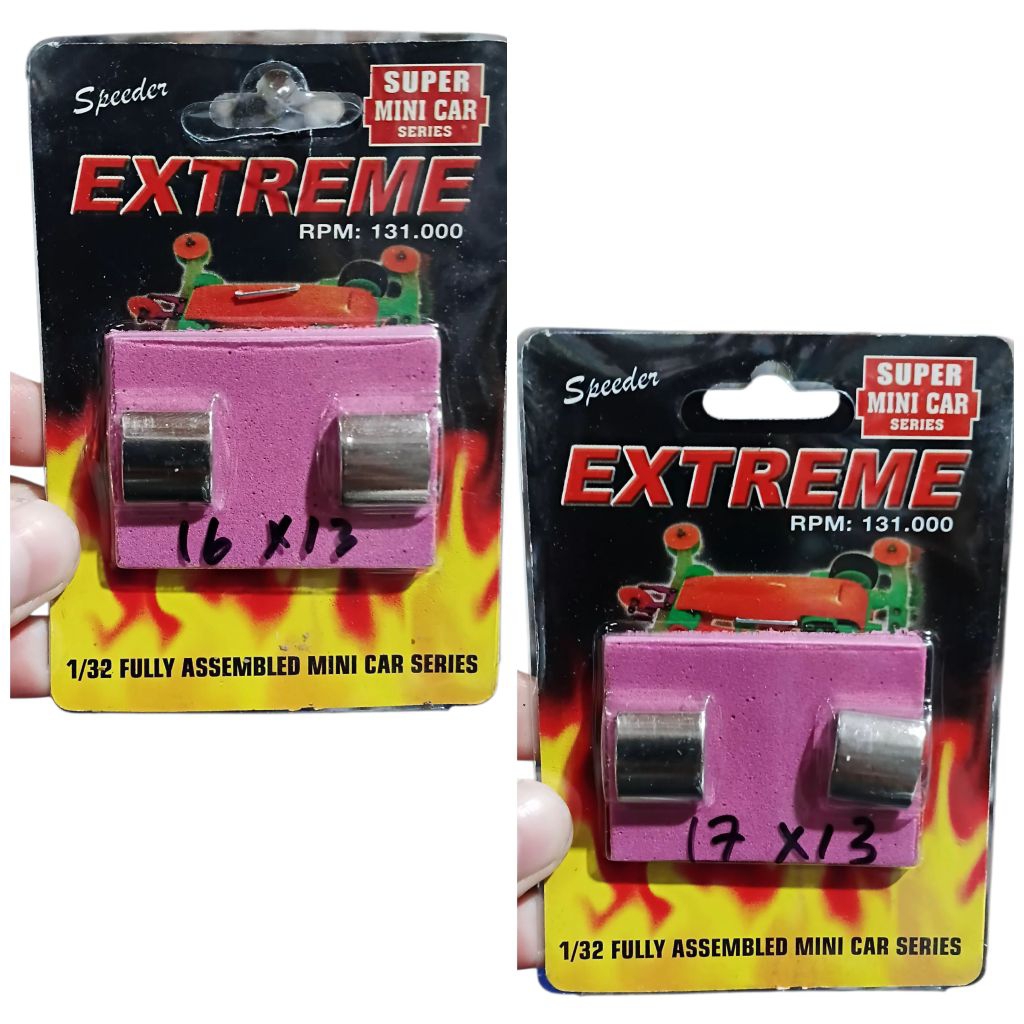 Speeder
SUPER
MINI CAR
SERIES
EXTREME
RPM: 131.000
16 x13
1/32 FULLY ASSEMBLED MINI CAR SERIES
Speeder
SUPER
MINI CAR
SERIES
EXTREME
RPM: 131.000
17 x13
1/32 FULLY ASSEMBLED MINI CAR SERIES